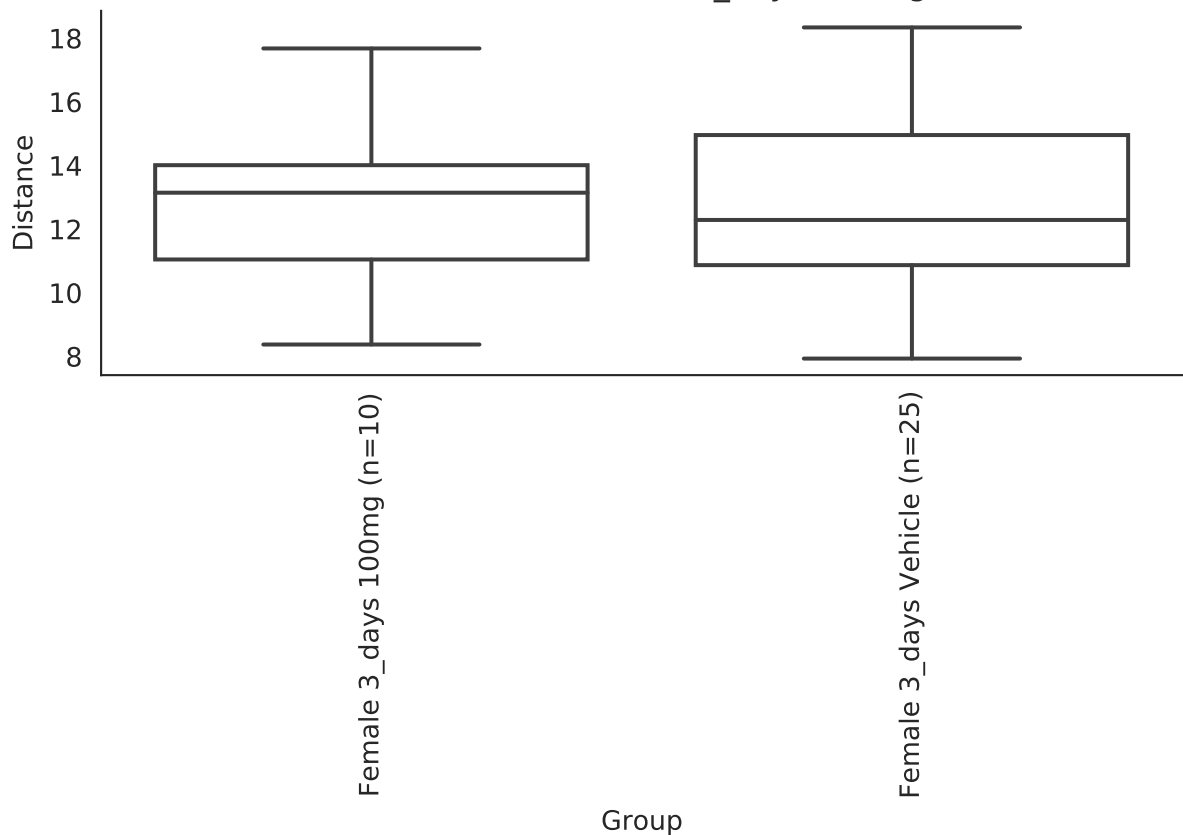 18
16
14
12
10
8
Distance
Female 3_days 100mg (n=10)
Female 3_days Vehicle (n=25)
Group